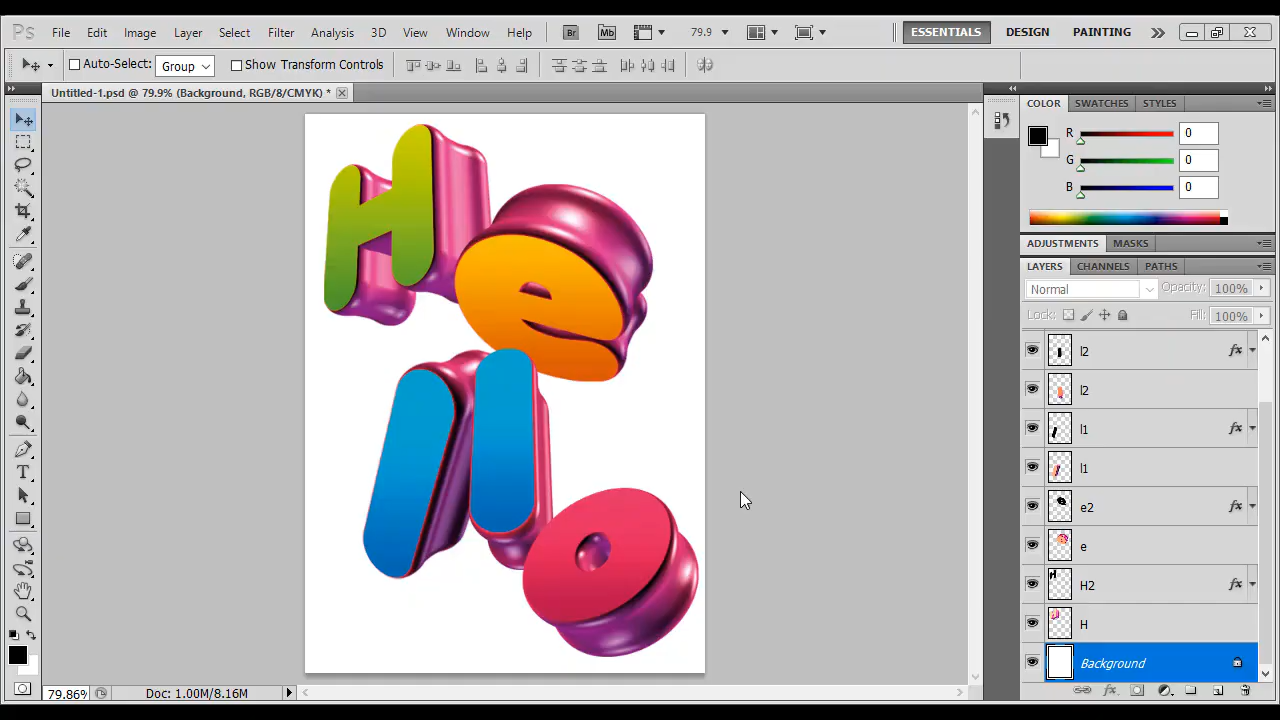 Ps File Edit Image Layer Select Filter Analysis 3D View Window Help Br Mb 79.9 ESSENTIALS DESIGN PAINTING
Auto-Select: Group Show Transform Controls
Untitled-1.psd @ 79.9% (Background, RGB/8/CMYK) *
Hello
COLOR SWATCHES STYLES
R 0
G 0
B 0
ADJUSTMENTS MASKS
LAYERS CHANNELS PATHS
Normal Opacity: 100%
Lock: Fill: 100%
l2 fx
l2
l1 fx
l1
e2 fx
e
H2 fx
H
Background
79.86% Doc: 1.00M/8.16M